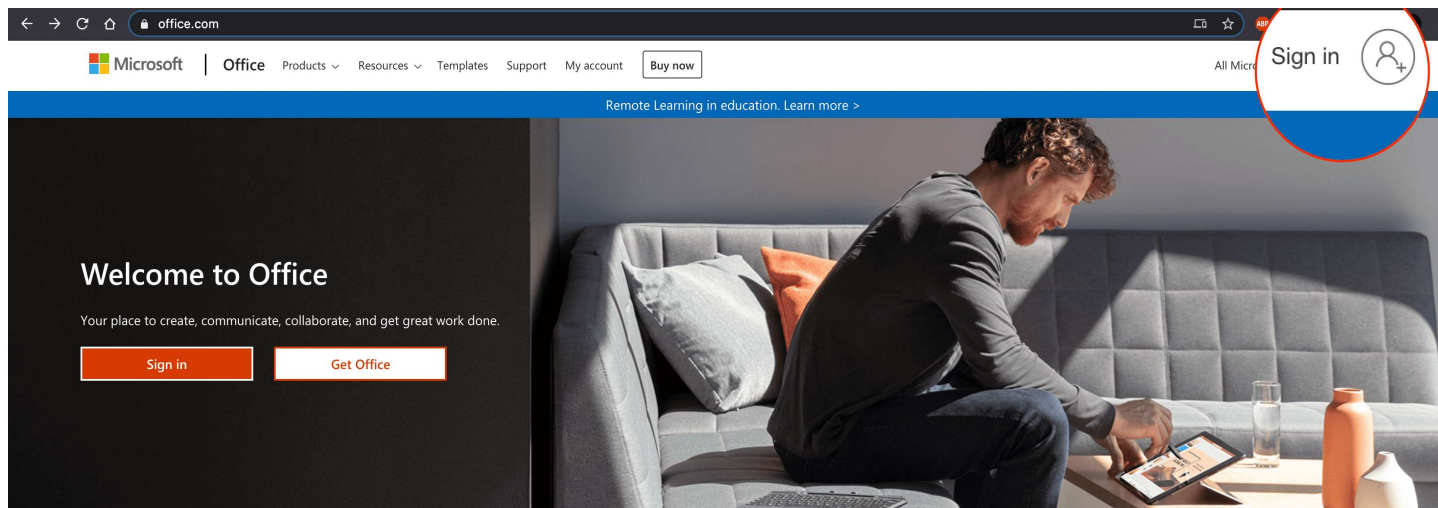 office.com
ABP
Microsoft Office Products Resources Templates Support My account Buy now All
Sign in
Remote Learning in education. Learn more >
Welcome to Office
Your place to create, communicate, collaborate, and get great work done.
Sign in Get Office